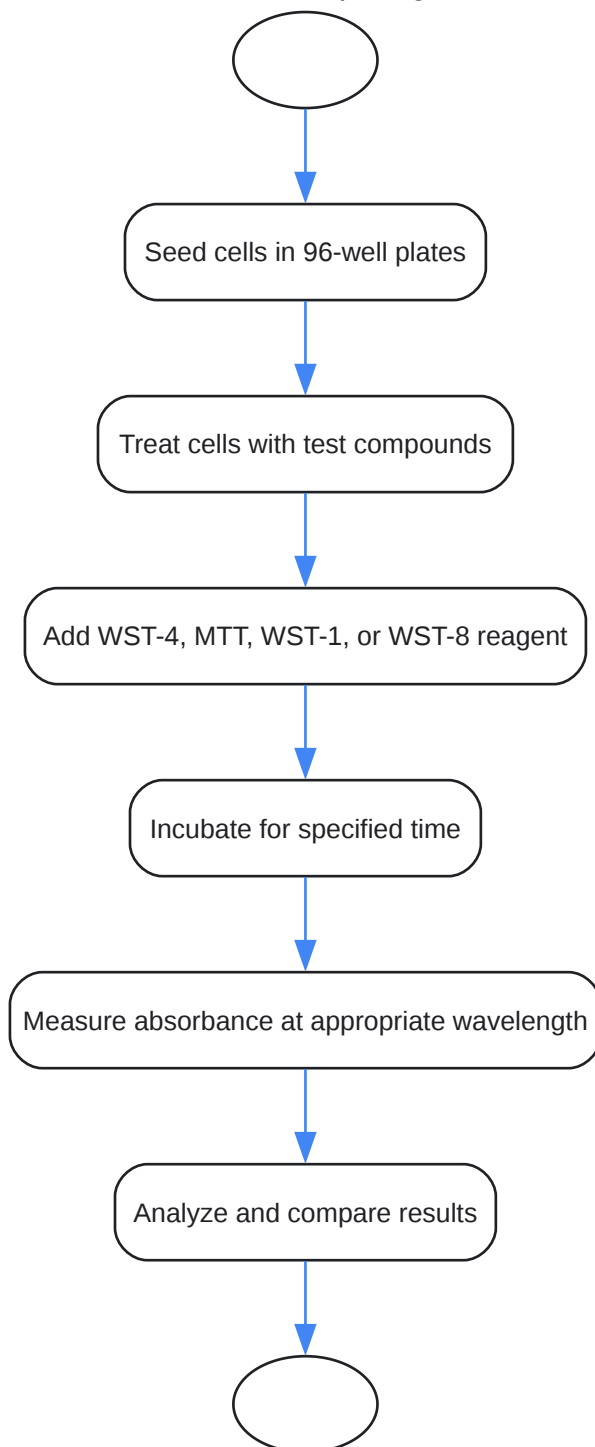 Seed cells in 96-well plates
Treat cells with test compounds
Add WST-4, MTT, WST-1, or WST-8 reagent
Incubate for specified time
Measure absorbance at appropriate wavelength
Analyze and compare results